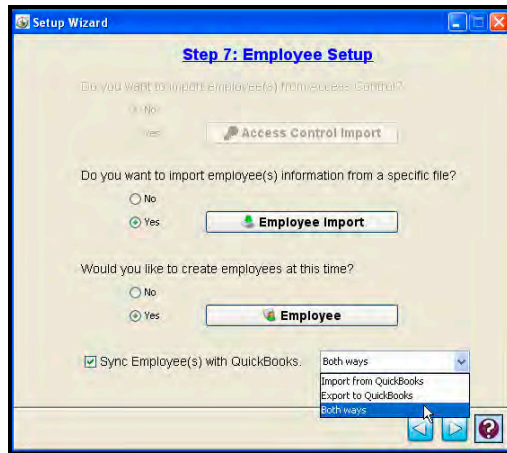 Setup Wizard
Step 7: Employee Setup
Do you want to import employee(s) from Access Control?
No
Yes
Access Control Import
Do you want to import employee(s) information from a specific file?
No
Yes
Employee Import
Would you like to create employees at this time?
No
Yes
Employee
Sync Employee(s) with QuickBooks.
Both ways
Import from QuickBooks
Export to QuickBooks
Both ways
?